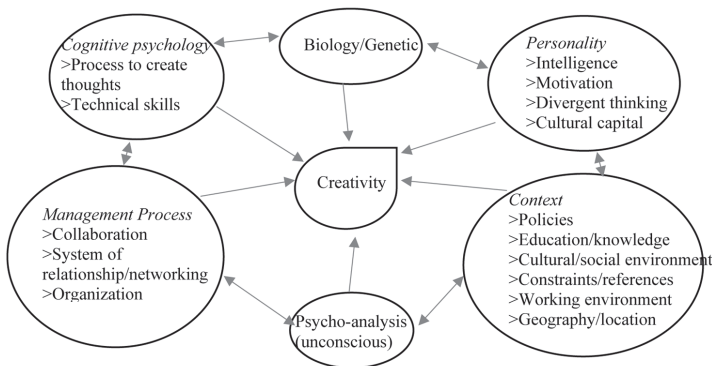 Cognitive psychology
>Process to create
thoughts
>Technical skills
Biology/Genetic
Personality
>Intelligence
>Motivation
>Divergent thinking
>Cultural capital
Creativity
Management Process
>Collaboration
>System of
relationship/networking
>Organization
Context
>Policies
>Education/knowledge
>Cultural/social environment
>Constraints/references
>Working environment
>Geography/location
Psycho-analysis
(unconscious)